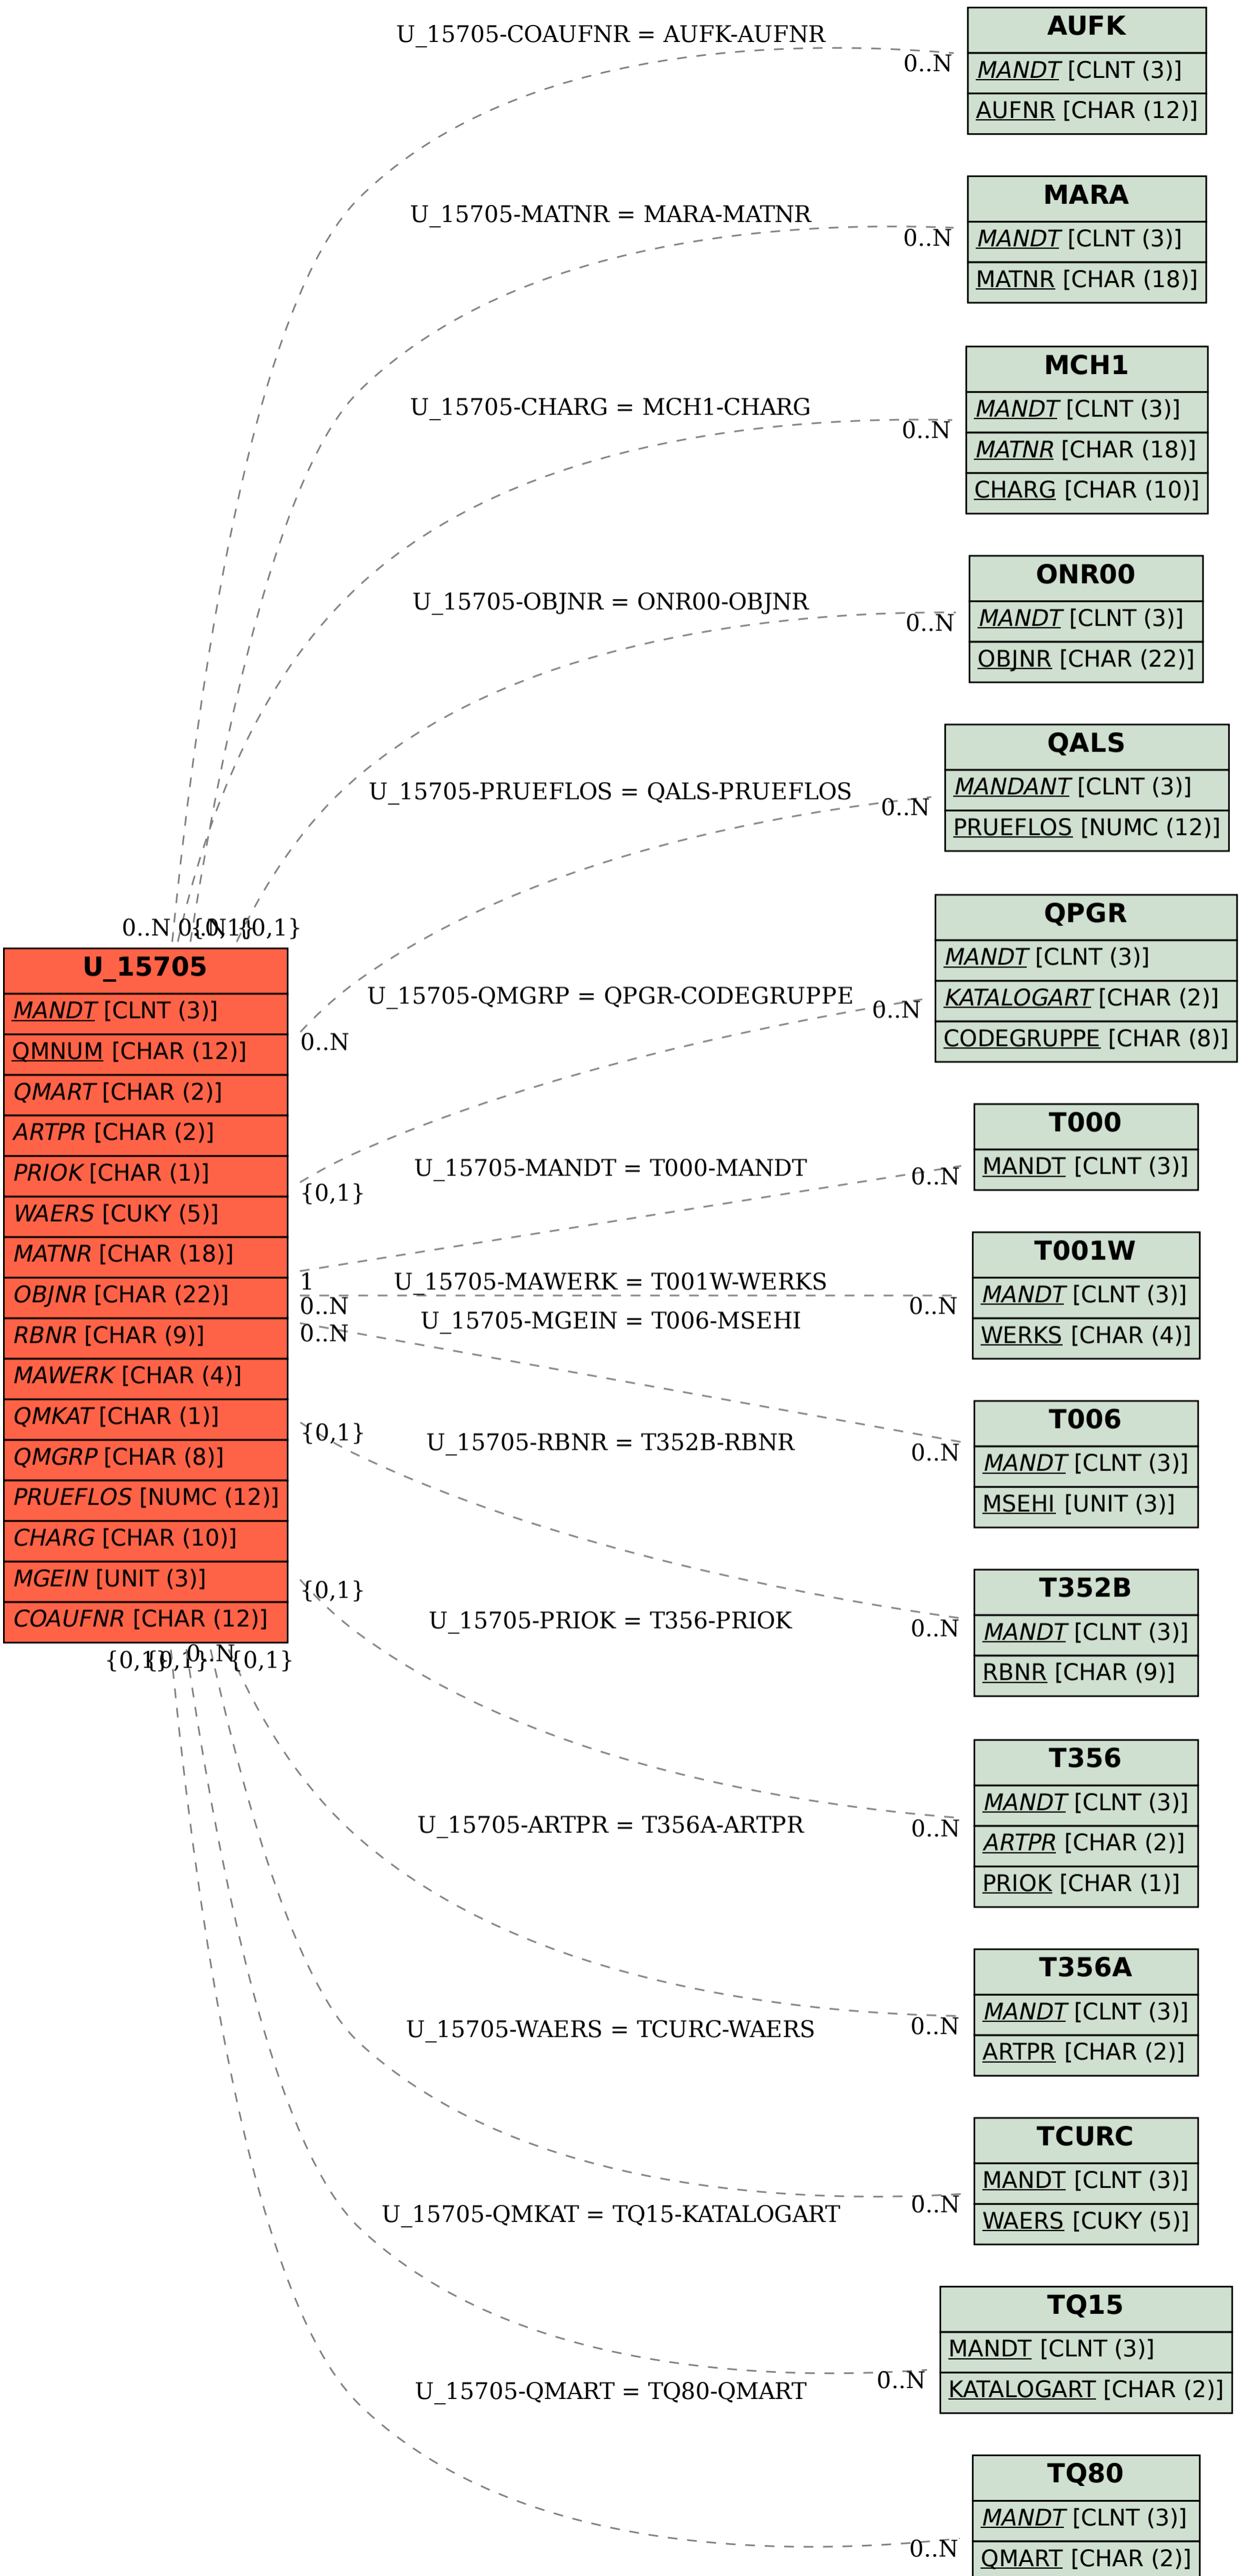 U_15705-COAUFNR = AUFK-AUFNR
0..N
AUFK
MANDT [CLNT (3)]
AUFNR [CHAR (12)]
U_15705-MATNR = MARA-MATNR
0..N
MARA
MANDT [CLNT (3)]
MATNR [CHAR (18)]
U_15705-CHARG = MCH1-CHARG
0..N
MCH1
MANDT [CLNT (3)]
MATNR [CHAR (18)]
CHARG [CHAR (10)]
U_15705-OBJNR = ONR00-OBJNR
0..N
ONR00
MANDT [CLNT (3)]
OBJNR [CHAR (22)]
U_15705-PRUEFLOS = QALS-PRUEFLOS
0..N
QALS
MANDANT [CLNT (3)]
PRUEFLOS [NUMC (12)]
0..N
0..N
{0,1}
{0,1}
U_15705
MANDT [CLNT (3)]
QMNUM [CHAR (12)]
QMART [CHAR (2)]
ARTPR [CHAR (2)]
PRIOK [CHAR (1)]
WAERS [CUKY (5)]
MATNR [CHAR (18)]
OBJNR [CHAR (22)]
RBNR [CHAR (9)]
MAWERK [CHAR (4)]
QMKAT [CHAR (1)]
QMGRP [CHAR (8)]
PRUEFLOS [NUMC (12)]
CHARG [CHAR (10)]
MGEIN [UNIT (3)]
COAUFNR [CHAR (12)]
0..N
U_15705-QMGRP = QPGR-CODEGRUPPE
0..N
{0,1}
QPGR
MANDT [CLNT (3)]
KATALOGART [CHAR (2)]
CODEGRUPPE [CHAR (8)]
U_15705-MANDT = T000-MANDT
0..N
1
T000
MANDT [CLNT (3)]
U_15705-MAWERK = T001W-WERKS
0..N
0..N
T001W
MANDT [CLNT (3)]
WERKS [CHAR (4)]
U_15705-MGEIN = T006-MSEHI
0..N
0..N
T006
MANDT [CLNT (3)]
MSEHI [UNIT (3)]
{0,1}
U_15705-RBNR = T352B-RBNR
0..N
T352B
MANDT [CLNT (3)]
RBNR [CHAR (9)]
{0,1}
U_15705-PRIOK = T356-PRIOK
0..N
T356
MANDT [CLNT (3)]
ARTPR [CHAR (2)]
PRIOK [CHAR (1)]
{0,1}
{0,1}
0..N
{0,1}
U_15705-ARTPR = T356A-ARTPR
0..N
T356A
MANDT [CLNT (3)]
ARTPR [CHAR (2)]
U_15705-WAERS = TCURC-WAERS
0..N
TCURC
MANDT [CLNT (3)]
WAERS [CUKY (5)]
U_15705-QMKAT = TQ15-KATALOGART
0..N
TQ15
MANDT [CLNT (3)]
KATALOGART [CHAR (2)]
U_15705-QMART = TQ80-QMART
0..N
TQ80
MANDT [CLNT (3)]
QMART [CHAR (2)]